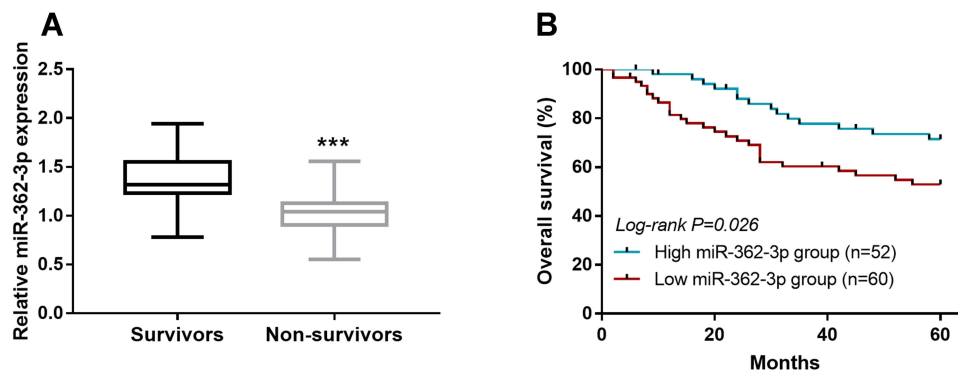 A
Relative miR-362-3p expression
2.5
2.0
1.5
1.0
0.5
0.0
***
Survivors
Non-survivors
B
Overall survival (%)
100
80
60
40
20
0
Log-rank P=0.026
High miR-362-3p group (n=52)
Low miR-362-3p group (n=60)
0
20
40
60
Months